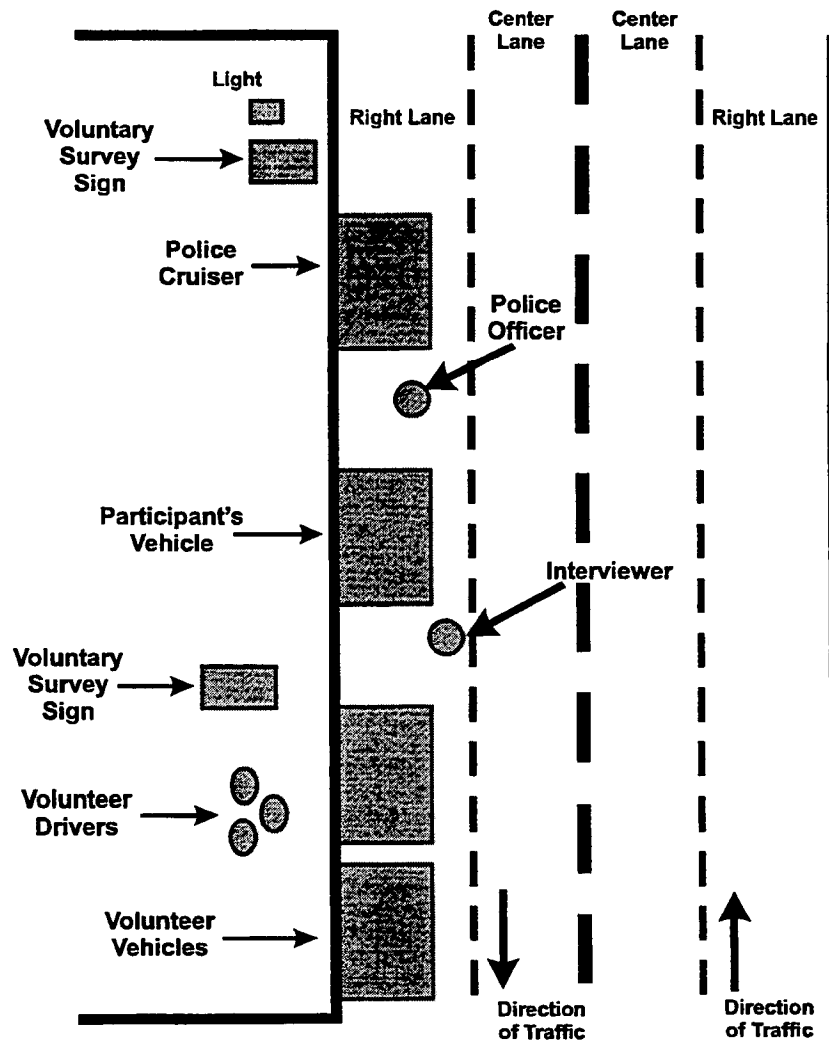 Center
Lane
Center
Lane
Light
Right Lane
Right Lane
Voluntary
Survey
Sign
Police
Cruiser
Police
Officer
Participant's
Vehicle
Interviewer
Voluntary
Survey
Sign
Volunteer
Drivers
Volunteer
Vehicles
Direction
of Traffic
Direction
of Traffic